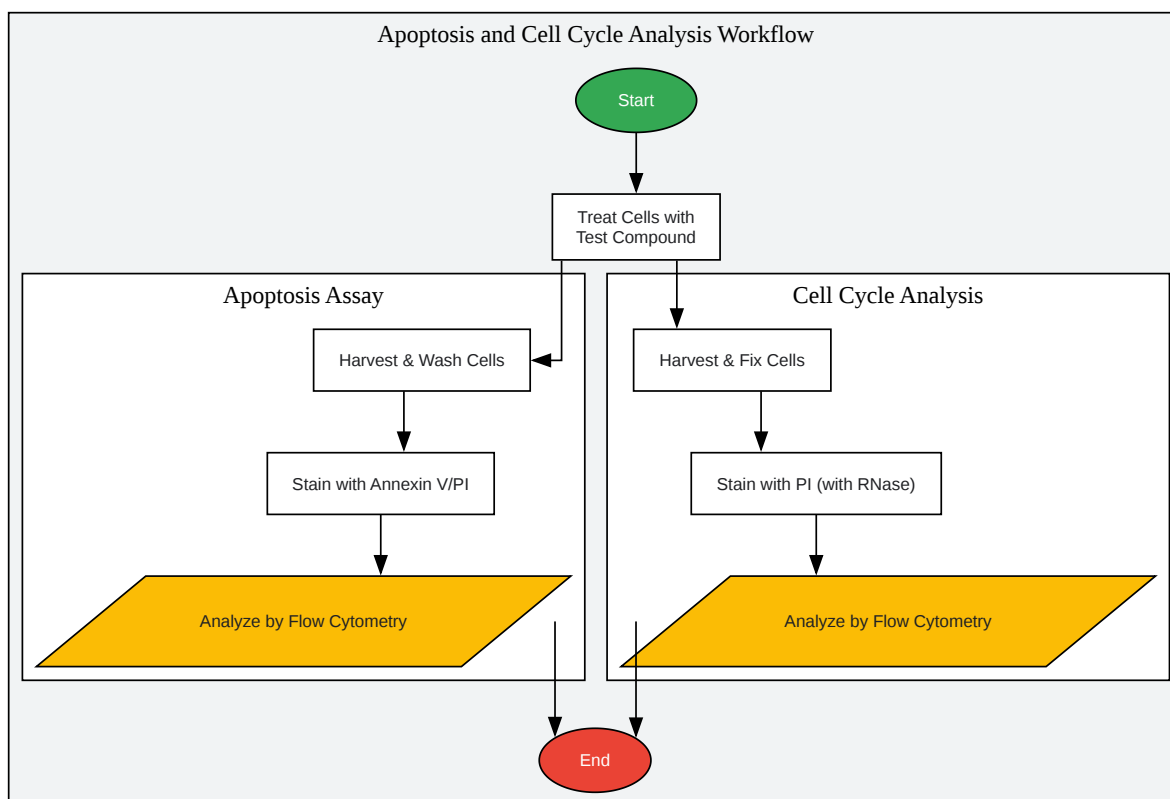 Apoptosis and Cell Cycle Analysis Workflow
Start
Treat Cells with
Test Compound
Apoptosis Assay
Harvest & Wash Cells
Stain with Annexin V/PI
Analyze by Flow Cytometry
Cell Cycle Analysis
Harvest & Fix Cells
Stain with PI (with RNase)
Analyze by Flow Cytometry
End